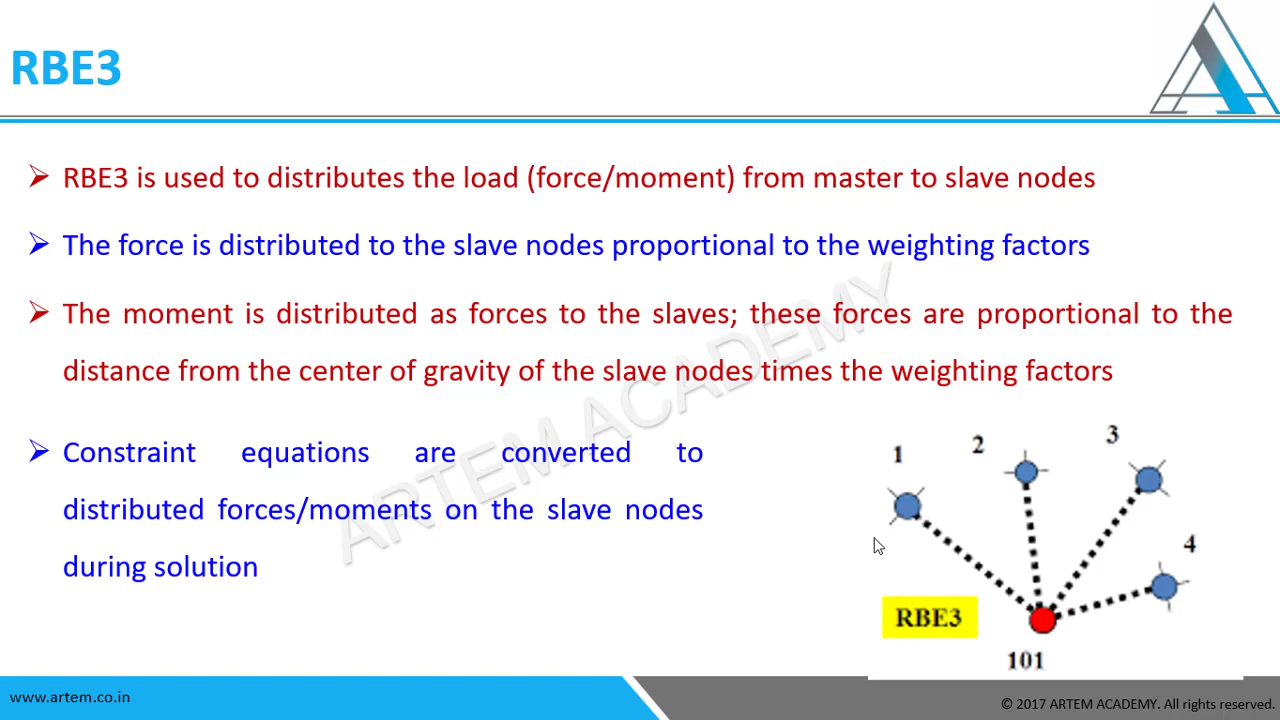 RBE3
➢ RBE3 is used to distributes the load (force/moment) from master to slave nodes
➢ The force is distributed to the slave nodes proportional to the weighting factors
➢ The moment is distributed as forces to the slaves; these forces are proportional to the
distance from the center of gravity of the slave nodes times the weighting factors
➢ Constraint equations are converted to
distributed forces/moments on the slave nodes
during solution
ARTEM ACADEMY
1
2
3
4
RBE3
101
www.artem.co.in
© 2017 ARTEM ACADEMY. All rights reserved.